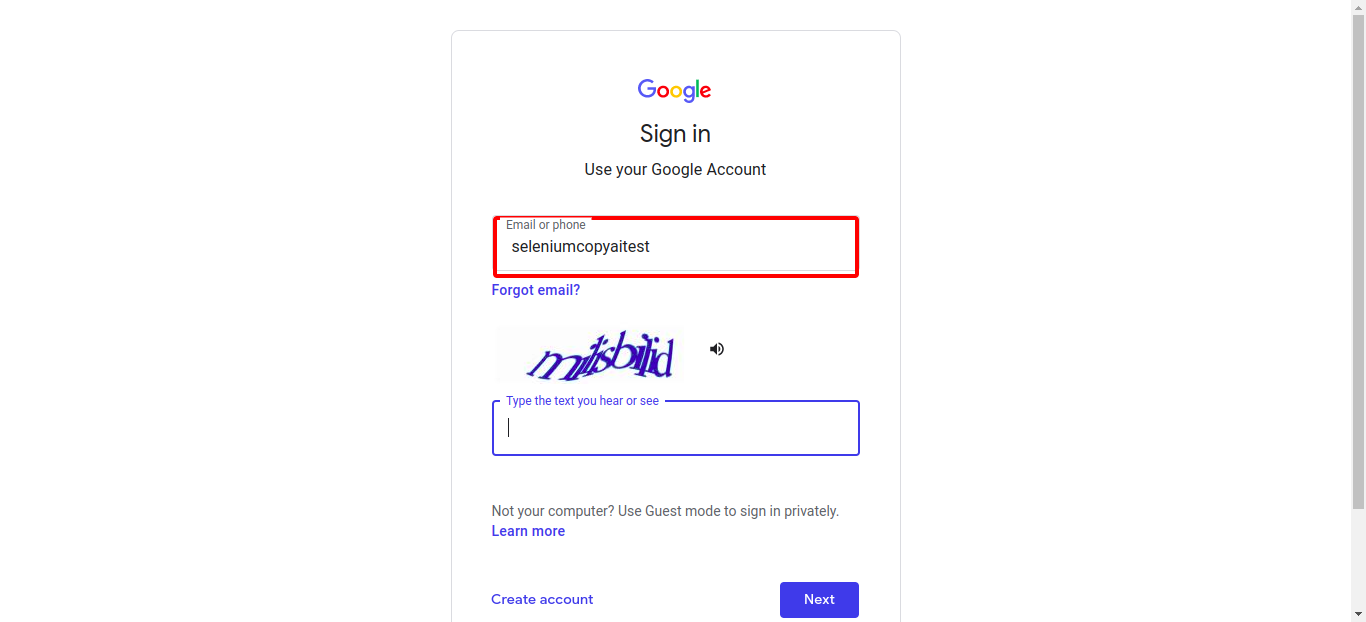 Google
Sign in
Use your Google Account
Email or phone
seleniumcopyaitest
Forgot email?
Type the text you hear or see
Not your computer? Use Guest mode to sign in privately.
Learn more
Create account
Next